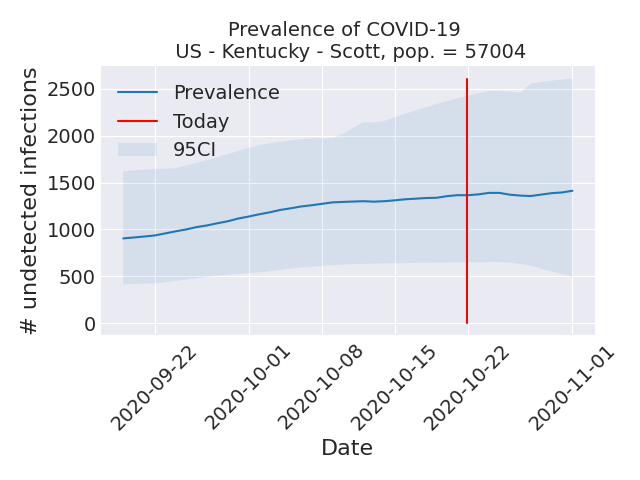 Prevalence of COVID-19
US - Kentucky - Scott, pop. = 57004
# undetected infections
2500
2000
1500
1000
500
0
Prevalence
Today
95CI
2020-09-22
2020-10-01
2020-10-08
2020-10-15
2020-10-22
2020-11-01
Date